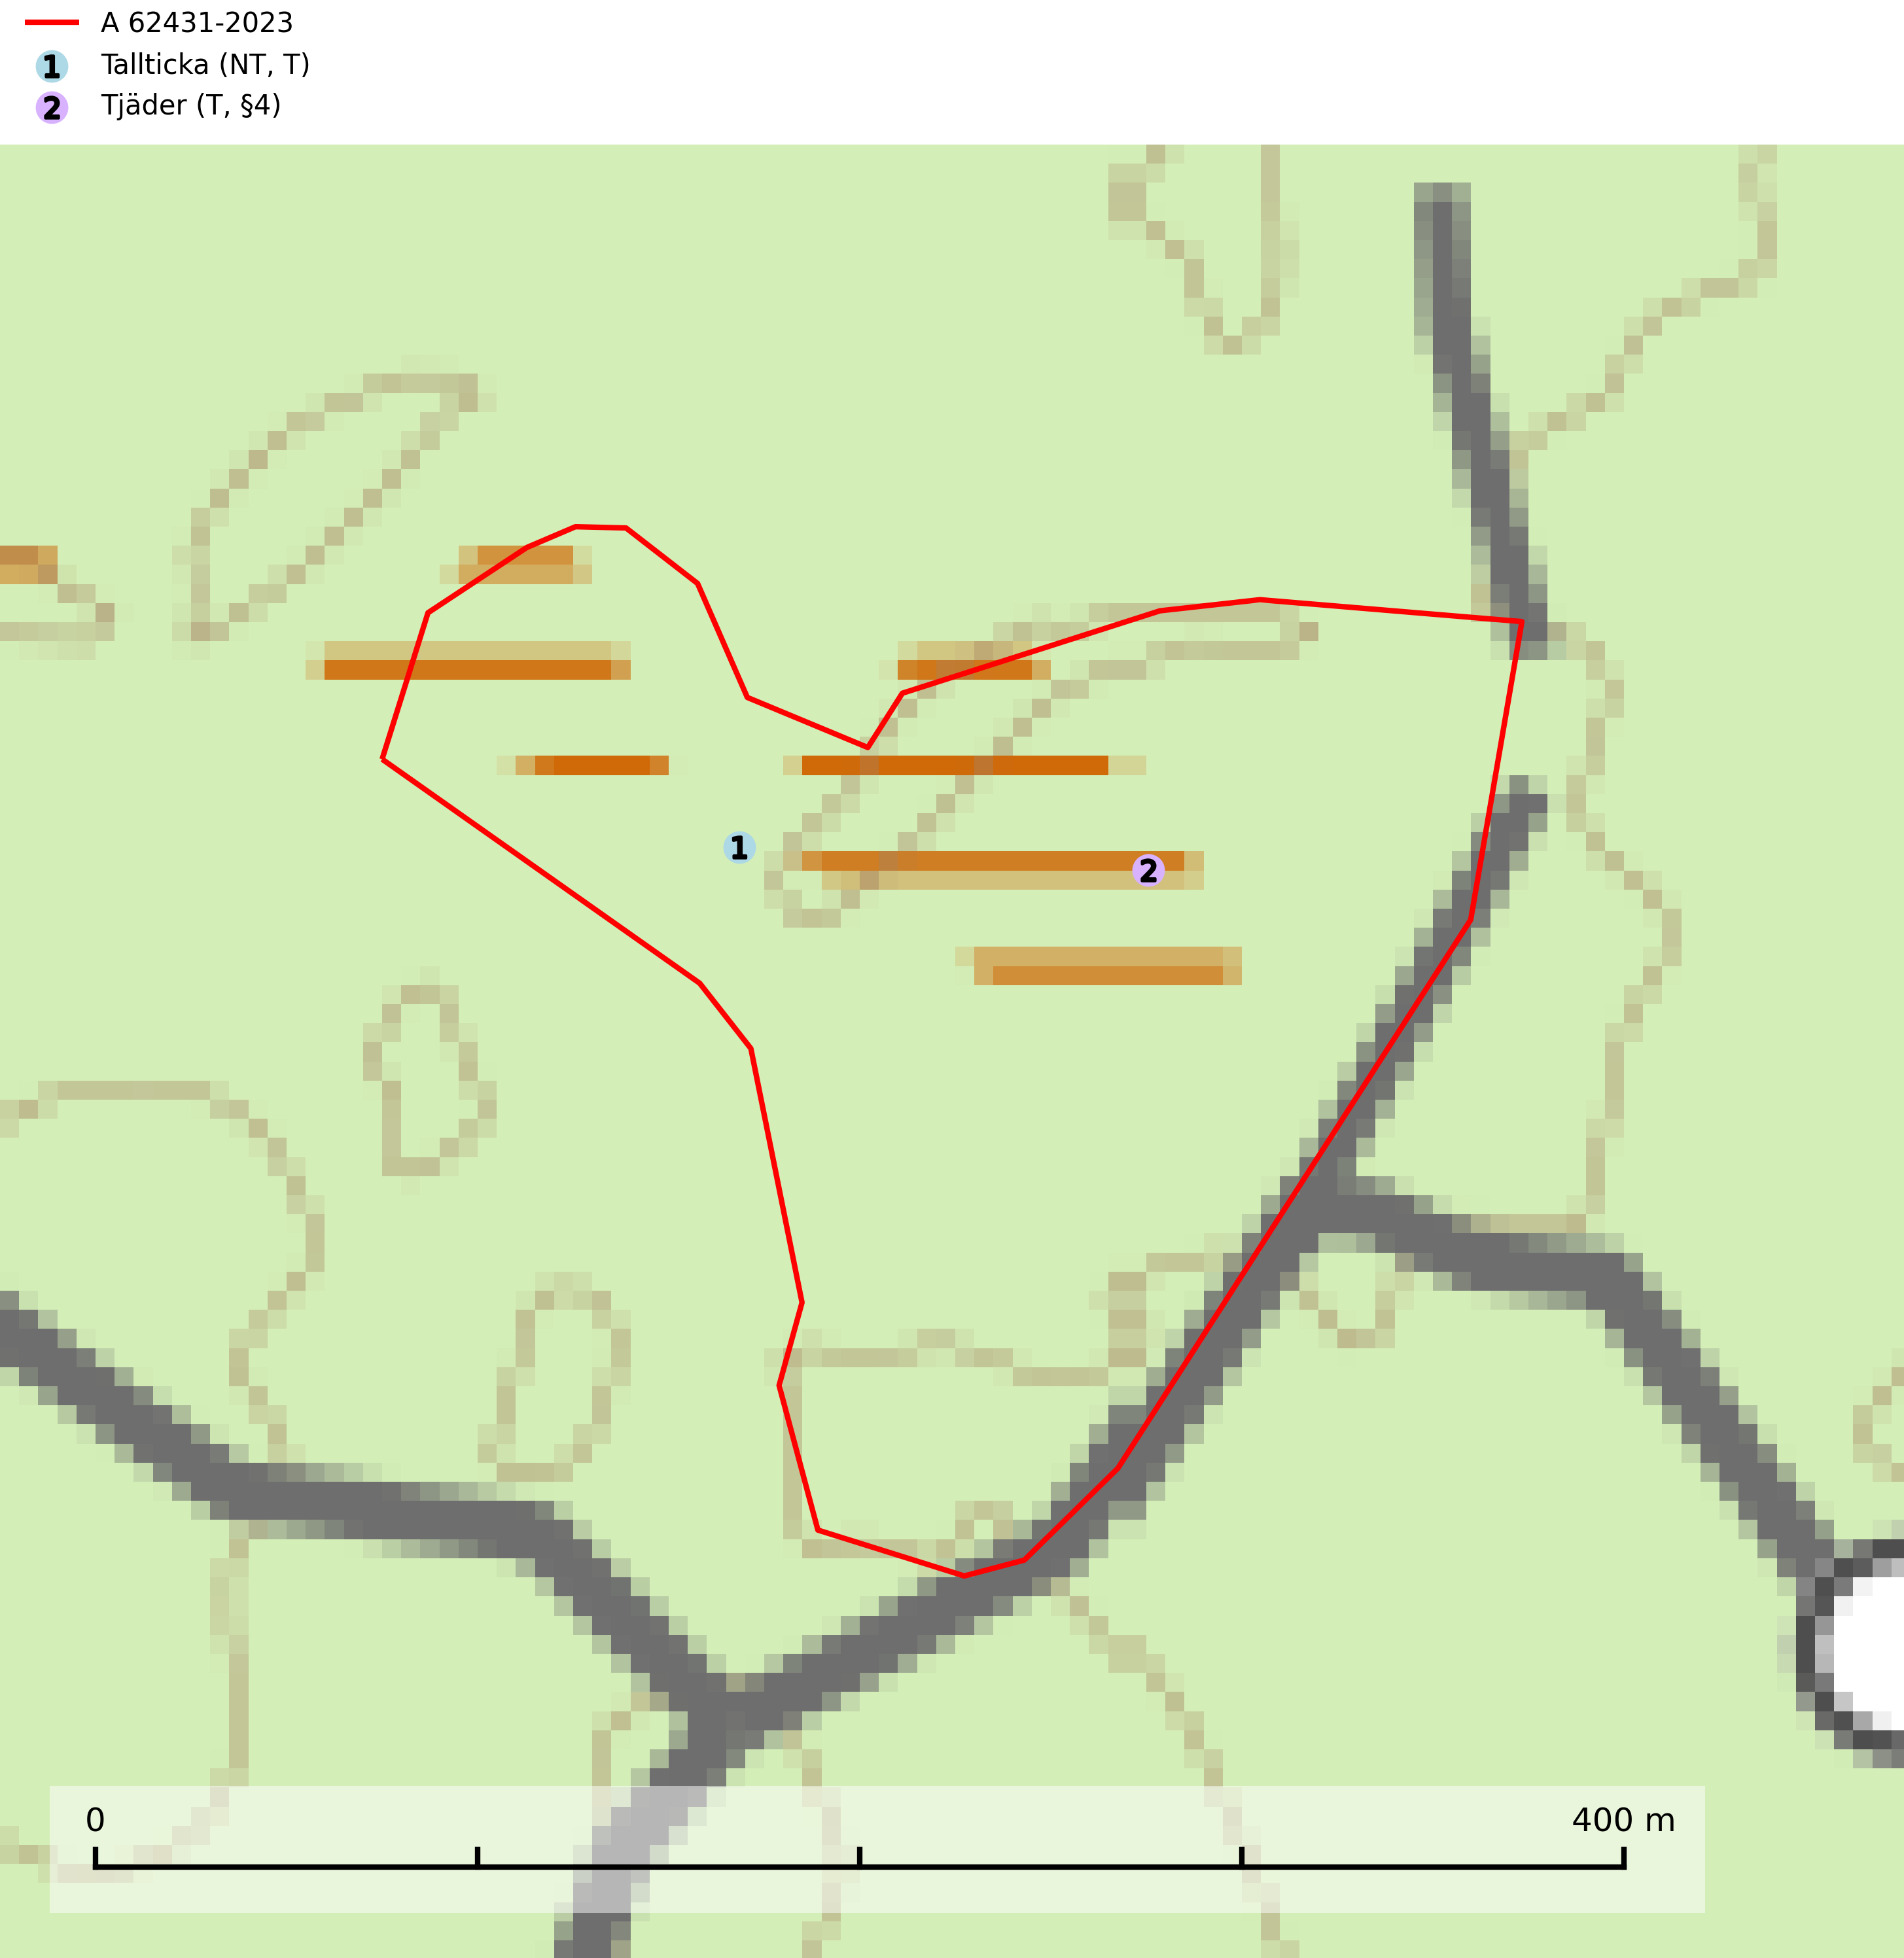 A 62431-2023
1 Tallticka (NT, T)
2 Tjäder (T, §4)
1
2
0 400 m